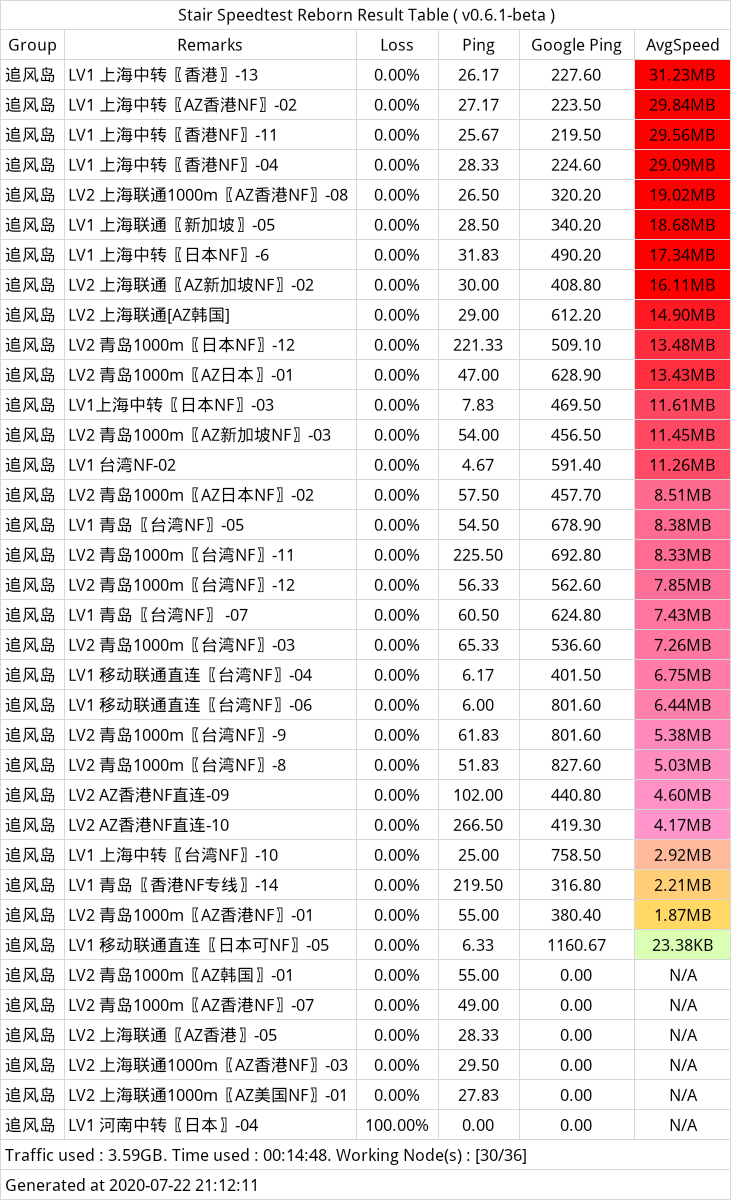 Stair Speedtest Reborn Result Table ( v0.6.1-beta )
Group Remarks Loss Ping Google Ping AvgSpeed
追风岛 LV1 上海中转〖香港〗-13 0.00% 26.17 227.60 31.23MB
追风岛 LV1 上海中转〖AZ香港NF〗-02 0.00% 27.17 223.50 29.84MB
追风岛 LV1 上海中转〖香港NF〗-11 0.00% 25.67 219.50 29.56MB
追风岛 LV1 上海中转〖香港NF〗-04 0.00% 28.33 224.60 29.09MB
追风岛 LV2 上海联通1000m〖AZ香港NF〗-08 0.00% 26.50 320.20 19.02MB
追风岛 LV1 上海联通〖新加坡〗-05 0.00% 28.50 340.20 18.68MB
追风岛 LV1 上海中转〖日本NF〗-6 0.00% 31.83 490.20 17.34MB
追风岛 LV2 上海联通〖AZ新加坡NF〗-02 0.00% 30.00 408.80 16.11MB
追风岛 LV2 上海联通[AZ韩国] 0.00% 29.00 612.20 14.90MB
追风岛 LV2 青岛1000m〖日本NF〗-12 0.00% 221.33 509.10 13.48MB
追风岛 LV2 青岛1000m〖AZ日本〗-01 0.00% 47.00 628.90 13.43MB
追风岛 LV1上海中转〖日本NF〗-03 0.00% 7.83 469.50 11.61MB
追风岛 LV2 青岛1000m〖AZ新加坡NF〗-03 0.00% 54.00 456.50 11.45MB
追风岛 LV1 台湾NF-02 0.00% 4.67 591.40 11.26MB
追风岛 LV2 青岛1000m〖AZ日本NF〗-02 0.00% 57.50 457.70 8.51MB
追风岛 LV1 青岛〖台湾NF〗-05 0.00% 54.50 678.90 8.38MB
追风岛 LV2 青岛1000m〖台湾NF〗-11 0.00% 225.50 692.80 8.33MB
追风岛 LV2 青岛1000m〖台湾NF〗-12 0.00% 56.33 562.60 7.85MB
追风岛 LV1 青岛〖台湾NF〗 -07 0.00% 60.50 624.80 7.43MB
追风岛 LV2 青岛1000m〖台湾NF〗-03 0.00% 65.33 536.60 7.26MB
追风岛 LV1 移动联通直连〖台湾NF〗-04 0.00% 6.17 401.50 6.75MB
追风岛 LV1 移动联通直连〖台湾NF〗-06 0.00% 6.00 801.60 6.44MB
追风岛 LV2 青岛1000m〖台湾NF〗-9 0.00% 61.83 801.60 5.38MB
追风岛 LV2 青岛1000m〖台湾NF〗-8 0.00% 51.83 827.60 5.03MB
追风岛 LV2 AZ香港NF直连-09 0.00% 102.00 440.80 4.60MB
追风岛 LV2 AZ香港NF直连-10 0.00% 266.50 419.30 4.17MB
追风岛 LV1 上海中转〖台湾NF〗-10 0.00% 25.00 758.50 2.92MB
追风岛 LV1 青岛〖香港NF专线〗-14 0.00% 219.50 316.80 2.21MB
追风岛 LV2 青岛1000m〖AZ香港NF〗-01 0.00% 55.00 380.40 1.87MB
追风岛 LV1 移动联通直连〖日本可NF〗-05 0.00% 6.33 1160.67 23.38KB
追风岛 LV2 青岛1000m〖AZ韩国〗-01 0.00% 55.00 0.00 N/A
追风岛 LV2 青岛1000m〖AZ香港NF〗-07 0.00% 49.00 0.00 N/A
追风岛 LV2 上海联通〖AZ香港〗-05 0.00% 28.33 0.00 N/A
追风岛 LV2 上海联通1000m〖AZ香港NF〗-03 0.00% 29.50 0.00 N/A
追风岛 LV2 上海联通1000m〖AZ美国NF〗-01 0.00% 27.83 0.00 N/A
追风岛 LV1 河南中转〖日本〗-04 100.00% 0.00 0.00 N/A
Traffic used : 3.59GB. Time used : 00:14:48. Working Node(s) : [30/36]
Generated at 2020-07-22 21:12:11